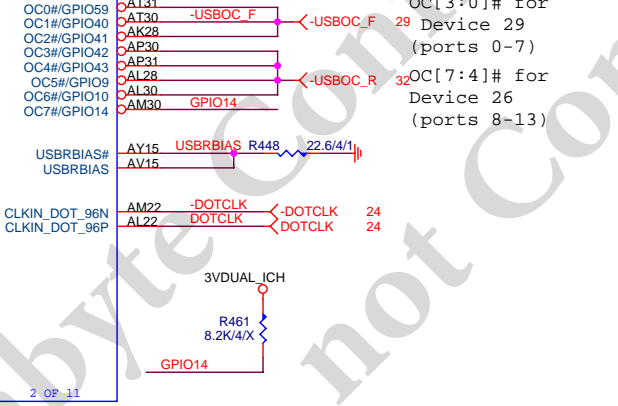 OC0#/GPIO59 AT31 OC[3:0]# for
OC1#/GPIO40 AT30 -USBOC_F -USBOC_F 29 Device 29
OC2#/GPIO41 AK28
OC3#/GPIO42 AP30 (ports 0-7)
OC4#/GPIO43 AP31
OC5#/GPIO9 AL28 -USBOC_R 32 OC[7:4]# for
OC6#/GPIO10 AL30 Device 26
OC7#/GPIO14 AM30 GPIO14 (ports 8-13)
USBRBIAS# AY15 USBRBIAS R448 22.6/4/1
USBRBIAS AV15
CLKIN_DOT_96N AM22 -DOTCLK -DOTCLK 24
CLKIN_DOT_96P AL22 DOTCLK DOTCLK 24
3VDUAL_ICH
R461
8.2K/4/X
GPIO14
2 OF 11
not